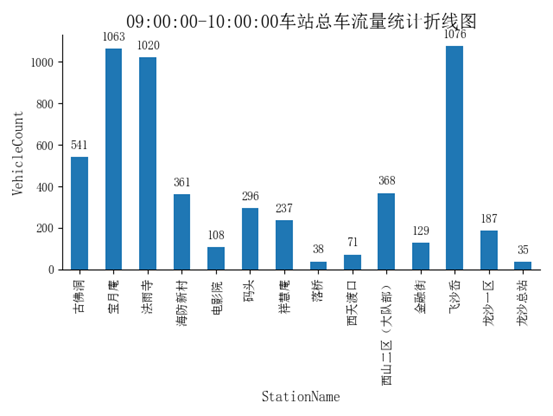 09:00:00-10:00:00车站总车流量统计折线图
VehicleCount
1000
800
600
400
200
0
541
1063
1020
361
108
296
237
38
71
368
129
1076
187
35
古佛洞
宝月庵
法雨寺
海防新村
电影院
码头
祥慧庵
落桥
西天渡口
西山二区（大队部）
金融街
飞沙岙
龙沙一区
龙沙总站
StationName